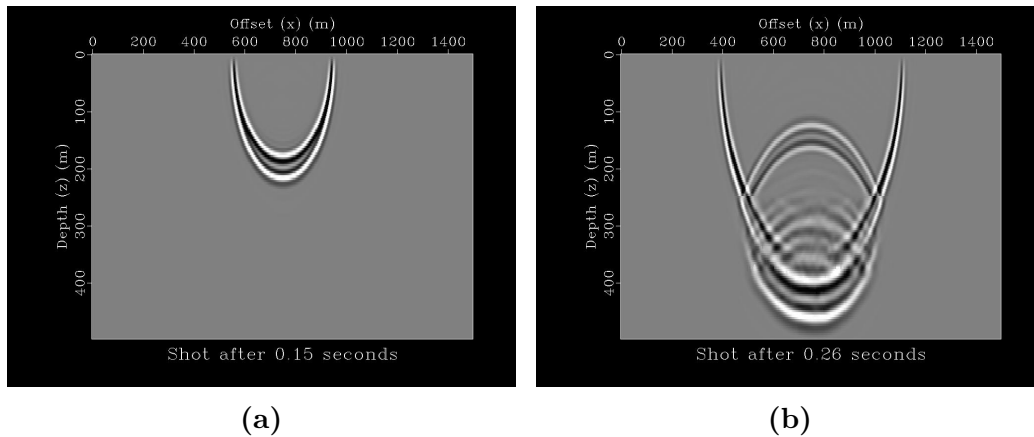 Offset (x) (m)
0 200 400 600 800 1000 1200 1400
Depth (z) (m)
0
100
200
300
400
Shot after 0.15 seconds
(a)
Offset (x) (m)
0 200 400 600 800 1000 1200 1400
Depth (z) (m)
0
100
200
300
400
Shot after 0.26 seconds
(b)